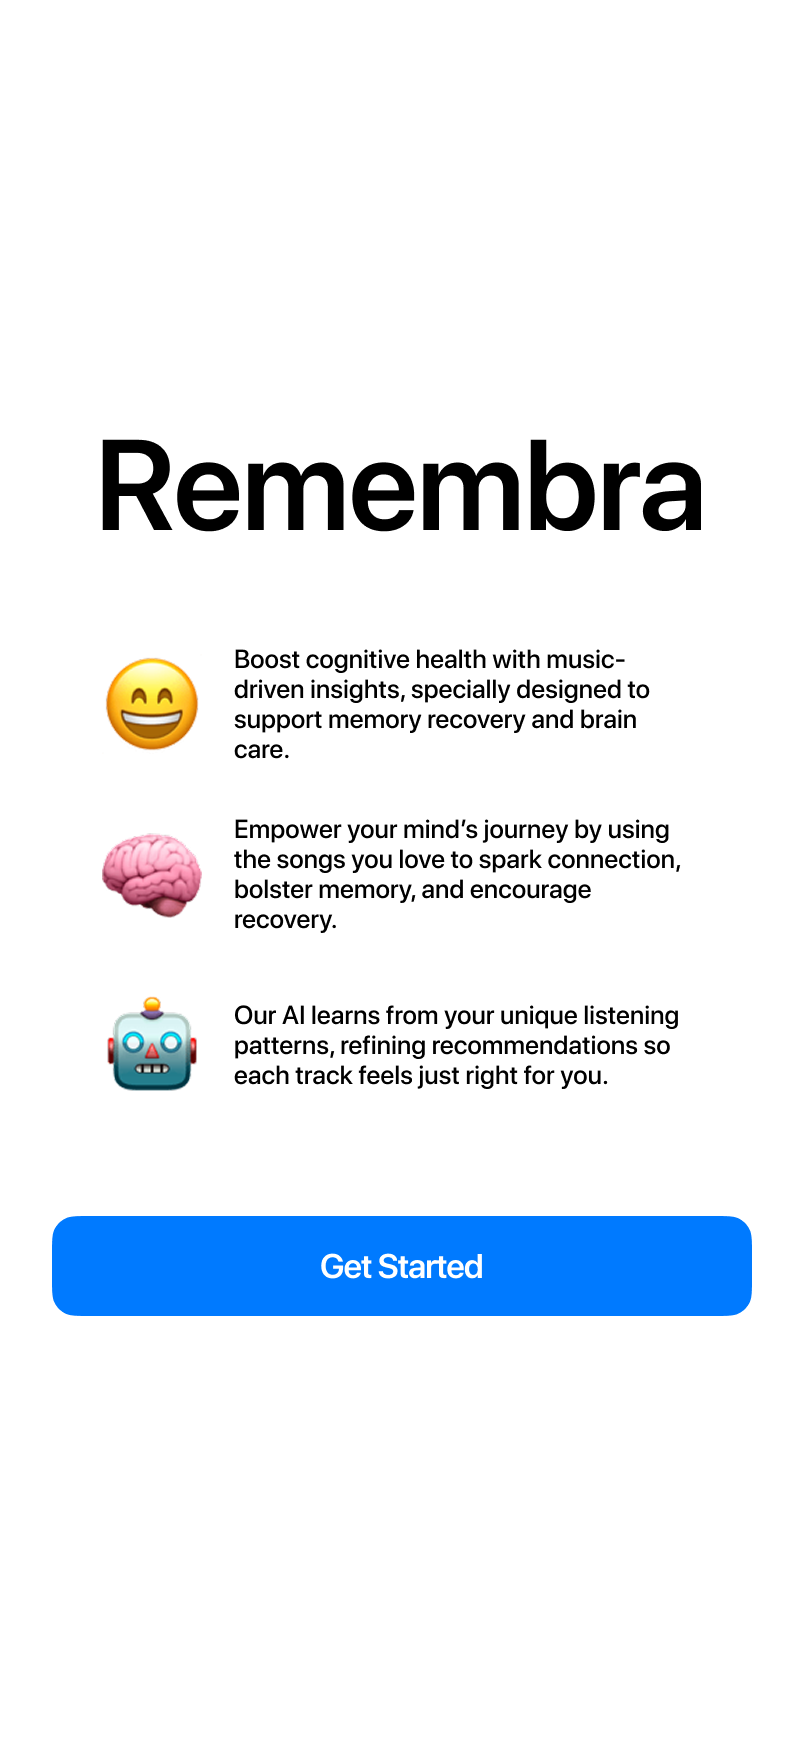 Remembra
Boost cognitive health with music-
driven insights, specially designed to
support memory recovery and brain
care.
Empower your mind’s journey by using
the songs you love to spark connection,
bolster memory, and encourage
recovery.
Our AI learns from your unique listening
patterns, refining recommendations so
each track feels just right for you.
Get Started